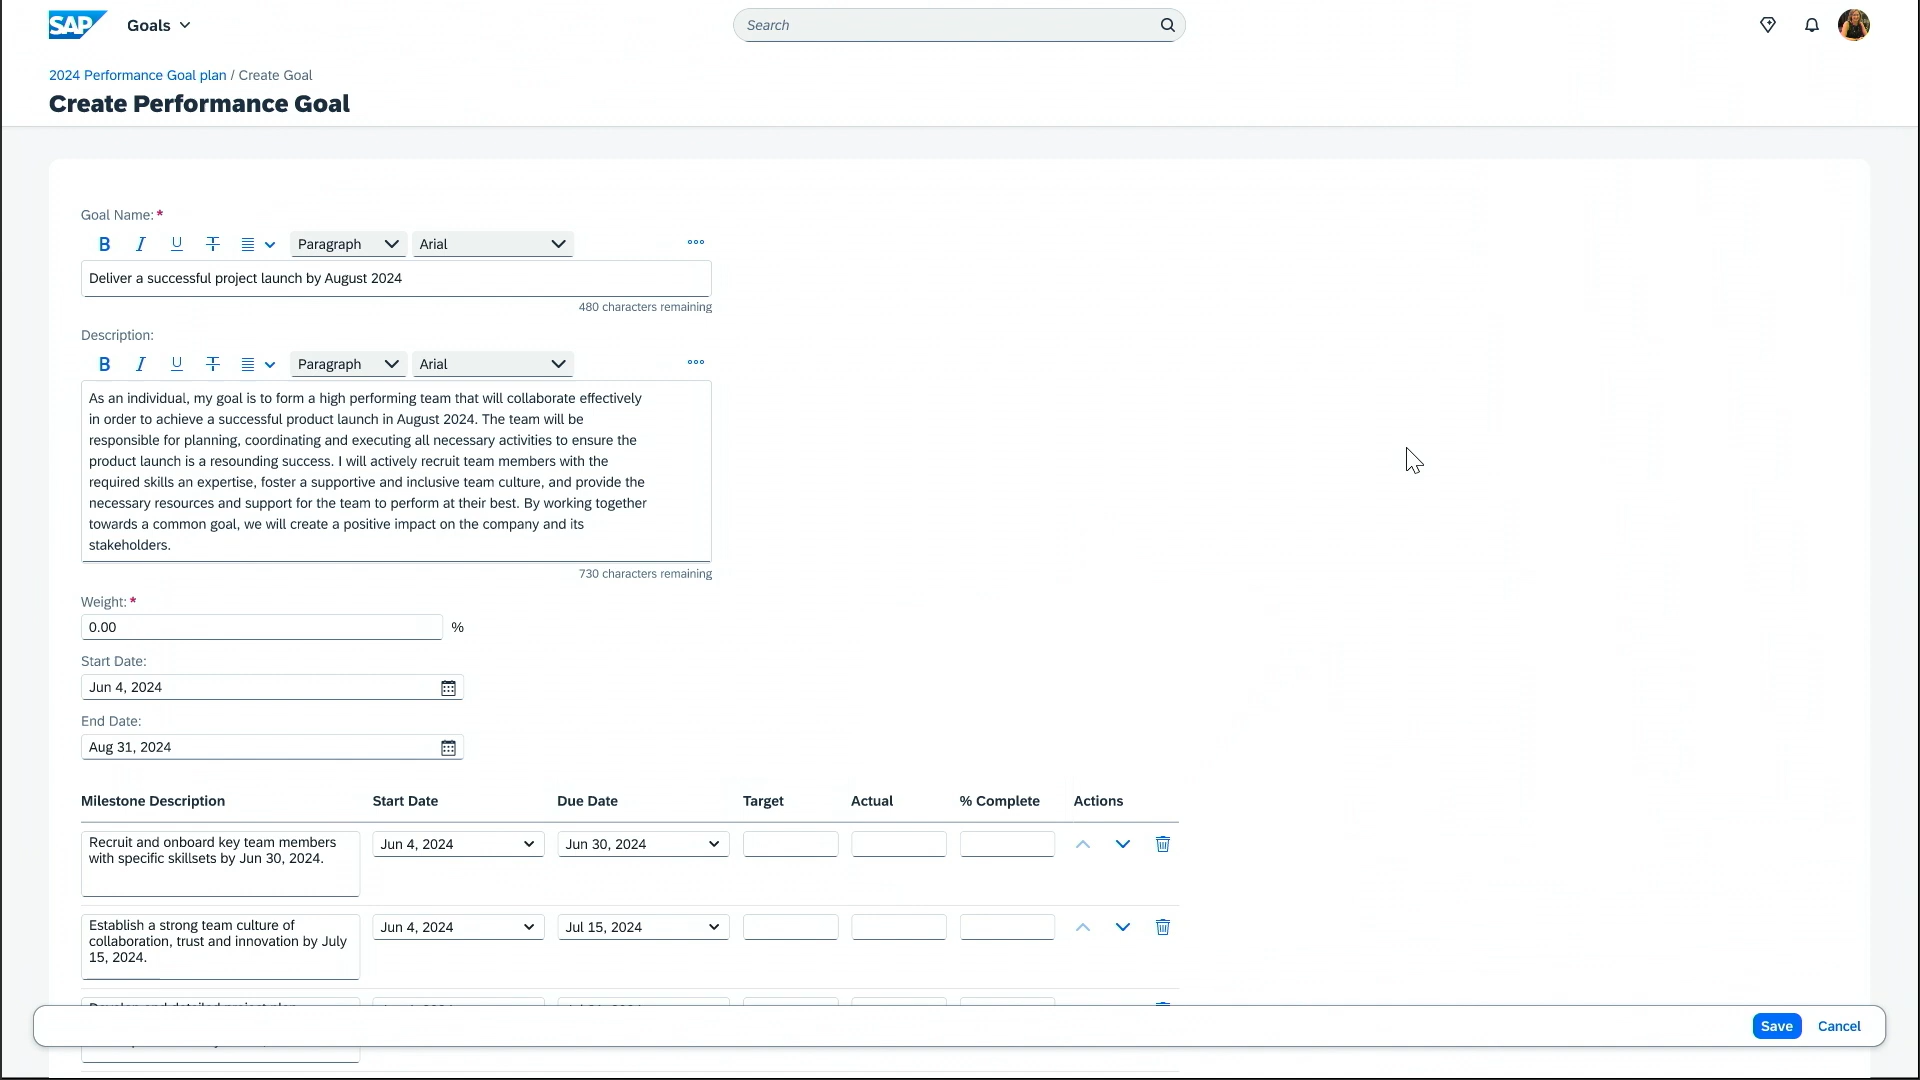 SAP Goals Search
2024 Performance Goal plan / Create Goal
Create Performance Goal
Goal Name: *
B I U T Paragraph Arial
Deliver a successful project launch by August 2024
480 characters remaining
Description:
B I U T Paragraph Arial
As an individual, my goal is to form a high performing team that will collaborate effectively
in order to achieve a successful product launch in August 2024. The team will be
responsible for planning, coordinating and executing all necessary activities to ensure the
product launch is a resounding success. I will actively recruit team members with the
required skills an expertise, foster a supportive and inclusive team culture, and provide the
necessary resources and support for the team to perform at their best. By working together
towards a common goal, we will create a positive impact on the company and its
stakeholders.
730 characters remaining
Weight: *
0.00 %
Start Date:
Jun 4, 2024
End Date:
Aug 31, 2024
Milestone Description Start Date Due Date Target Actual % Complete Actions
Recruit and onboard key team members
with specific skillsets by Jun 30, 2024.
Jun 4, 2024 Jun 30, 2024
Establish a strong team culture of
collaboration, trust and innovation by July
15, 2024.
Jun 4, 2024 Jul 15, 2024
Save Cancel